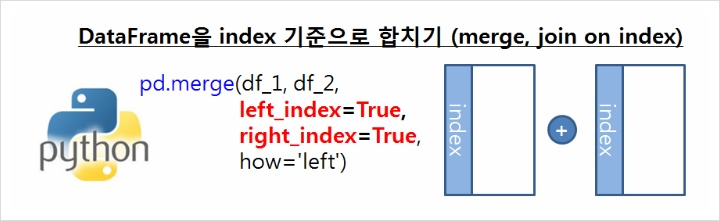 DataFrame을 index 기준으로 합치기 (merge, join on index)
pd.merge(df_1, df_2,
left_index=True,
right_index=True,
how='left')
python
index
+
index